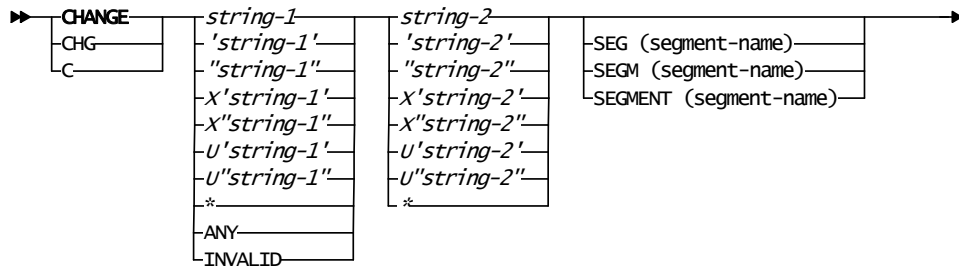 CHANGE string-1 string-2
CHG 'string-1' 'string-2' SEG (segment-name)
C "string-1" "string-2" SEGM (segment-name)
X'string-1' X'string-2' SEGMENT (segment-name)
X"string-1" X"string-2"
U'string-1' U'string-2'
U"string-1" U"string-2"
* *
ANY
INVALID